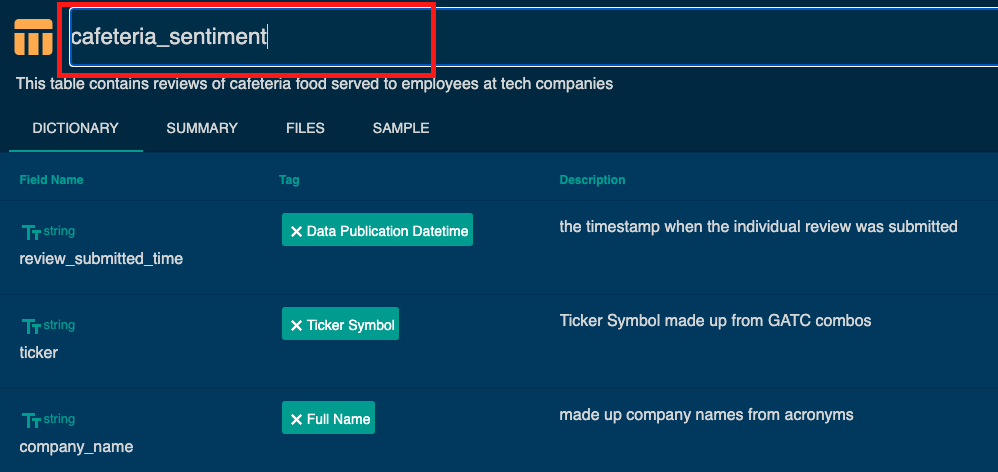 cafeteria_sentiment
This table contains reviews of cafeteria food served to employees at tech companies
DICTIONARY SUMMARY FILES SAMPLE
Field Name Tag Description
Tт string
review_submitted_time
✕ Data Publication Datetime
the timestamp when the individual review was submitted
Tт string
ticker
✕ Ticker Symbol
Ticker Symbol made up from GATC combos
Tт string
company_name
✕ Full Name
made up company names from acronyms